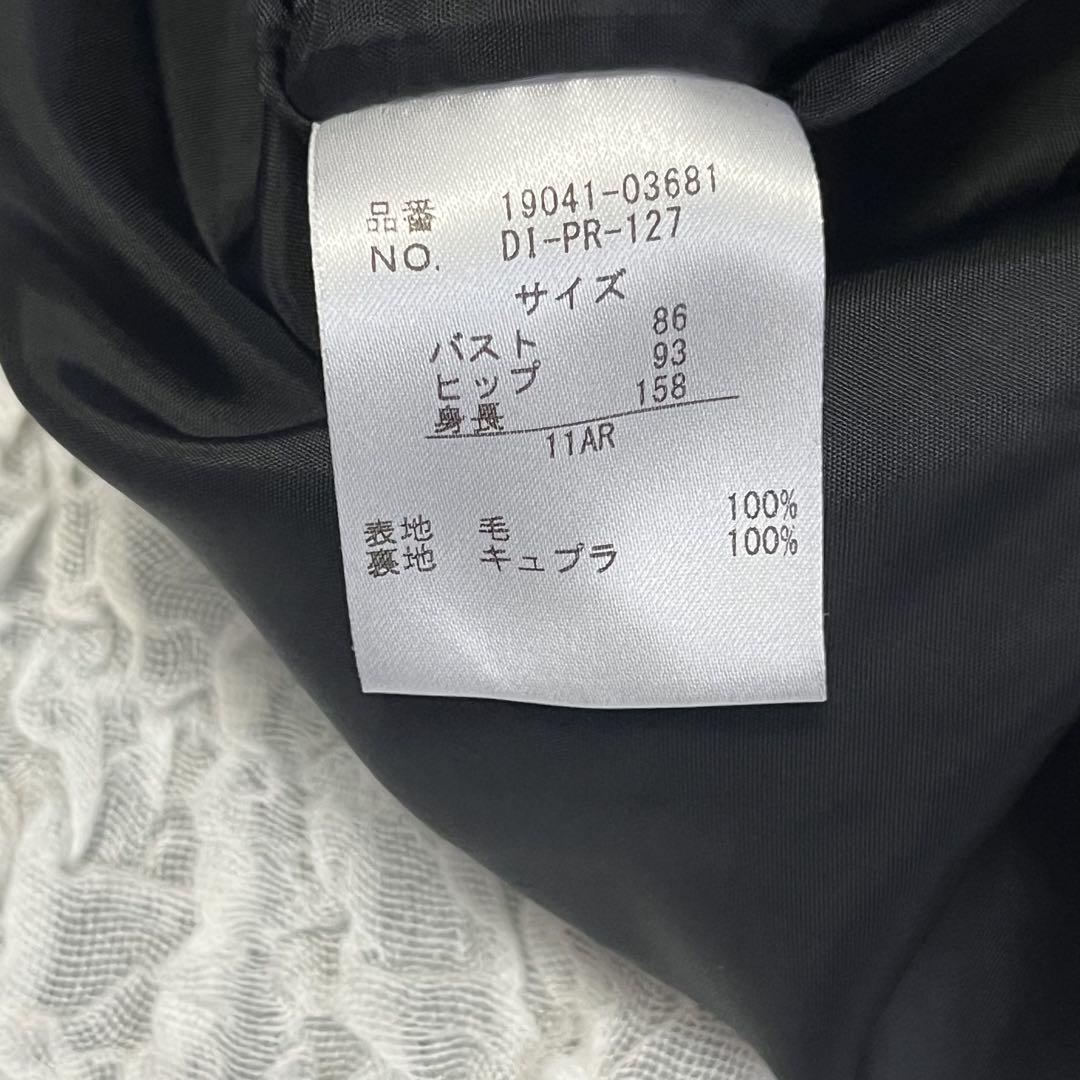 品番 19041-03681
NO. DI-PR-127
サイズ
バスト 86
ヒップ 93
身長 158
11AR
表地 毛 100%
裏地 キュプラ 100%